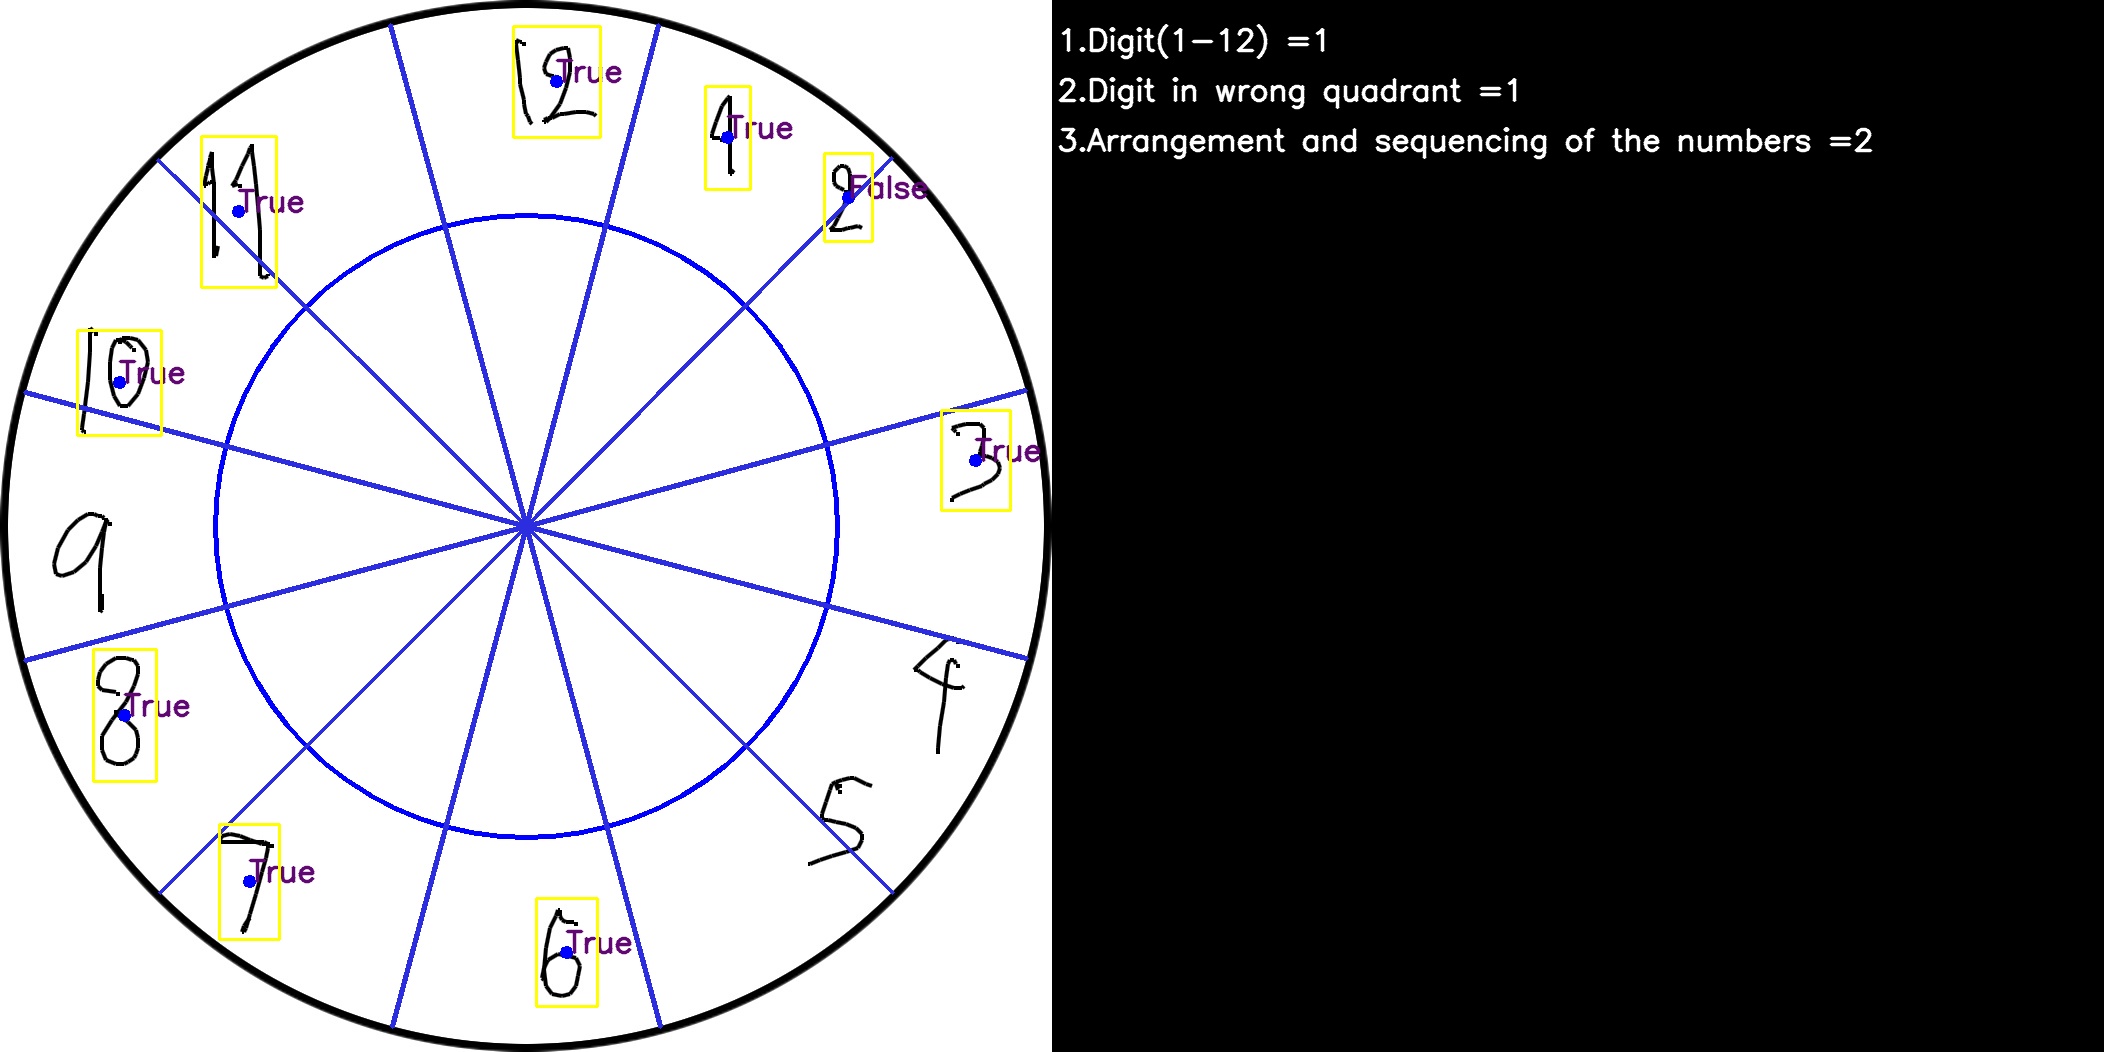 12 True
1 True
2 False
3 True
4
5
6 True
7 True
8 True
9
10 True
11 True
1.Digit(1-12) =1
2.Digit in wrong quadrant =1
3.Arrangement and sequencing of the numbers =2